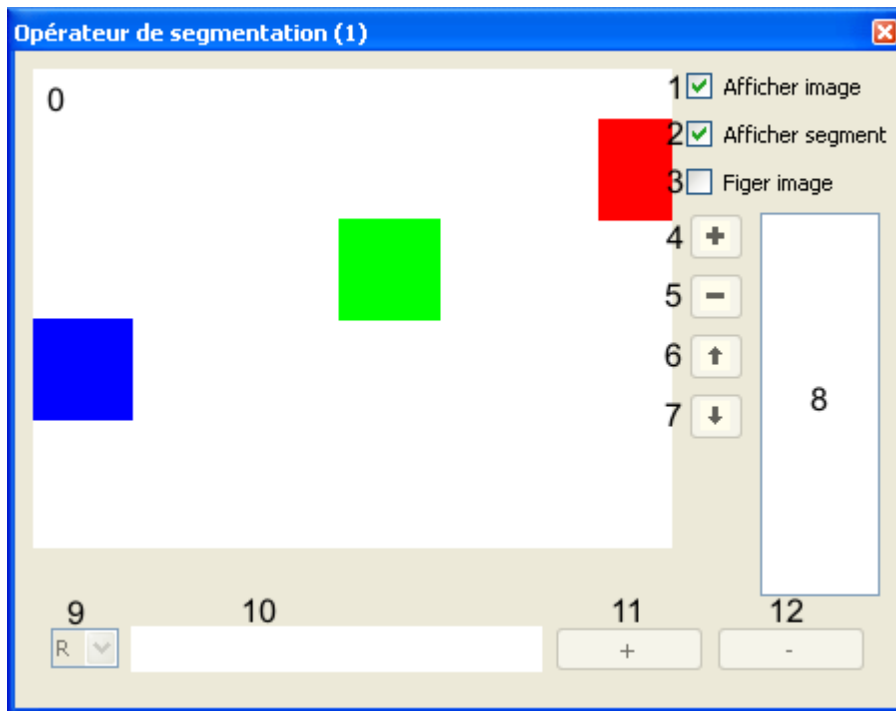 Opérateur de segmentation (1)
0
1 Afficher image
2 Afficher segment
3 Figer image
4 +
5 -
6
7
8
9
10
11
12
R
+
-